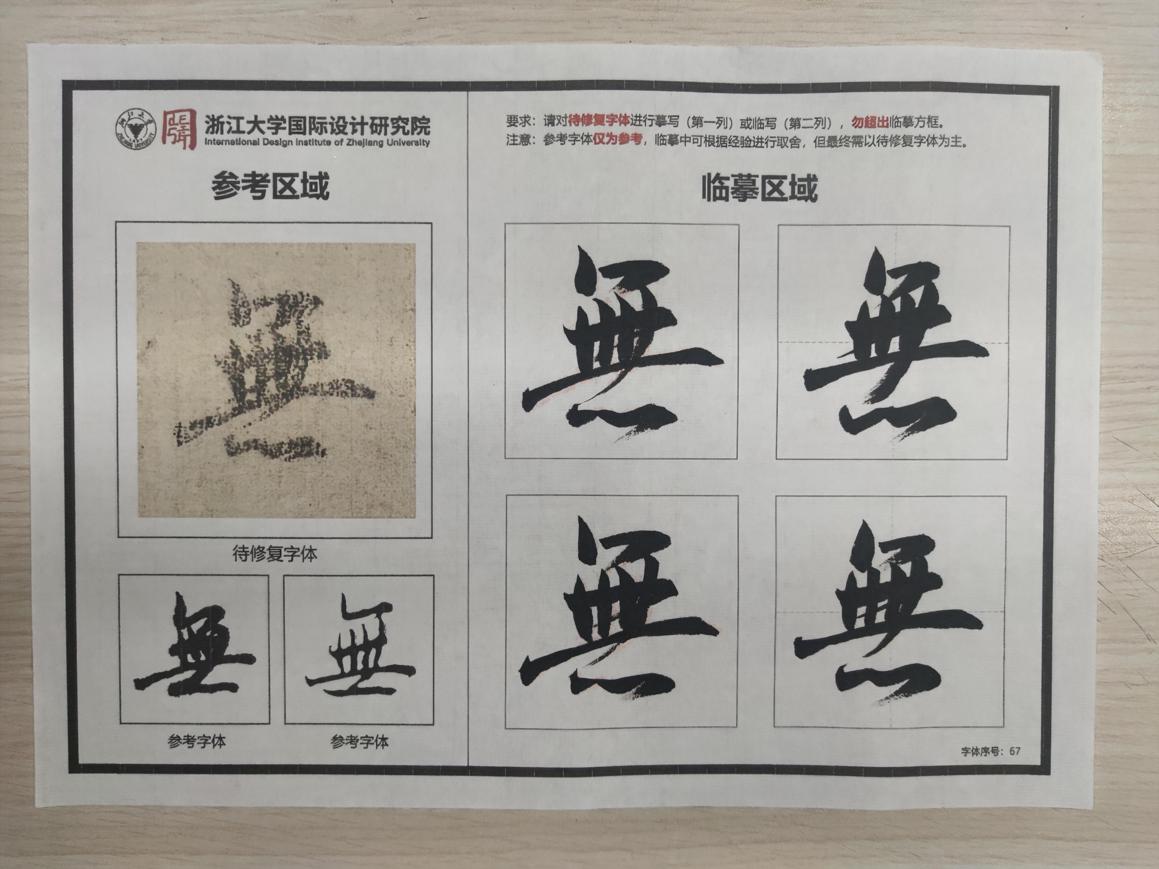 浙江大学国际设计研究院
International Design Institute of Zhejiang University
参考区域
無
待修复字体
無
無
参考字体
参考字体
要求：请对待修复字体进行摹写（第一列）或临写（第二列），勿超出临摹方框。
注意：参考字体仅为参考，临摹中可根据经验进行取舍，但最终需以待修复字体为主。
临摹区域
無
無
無
無
字体序号：67